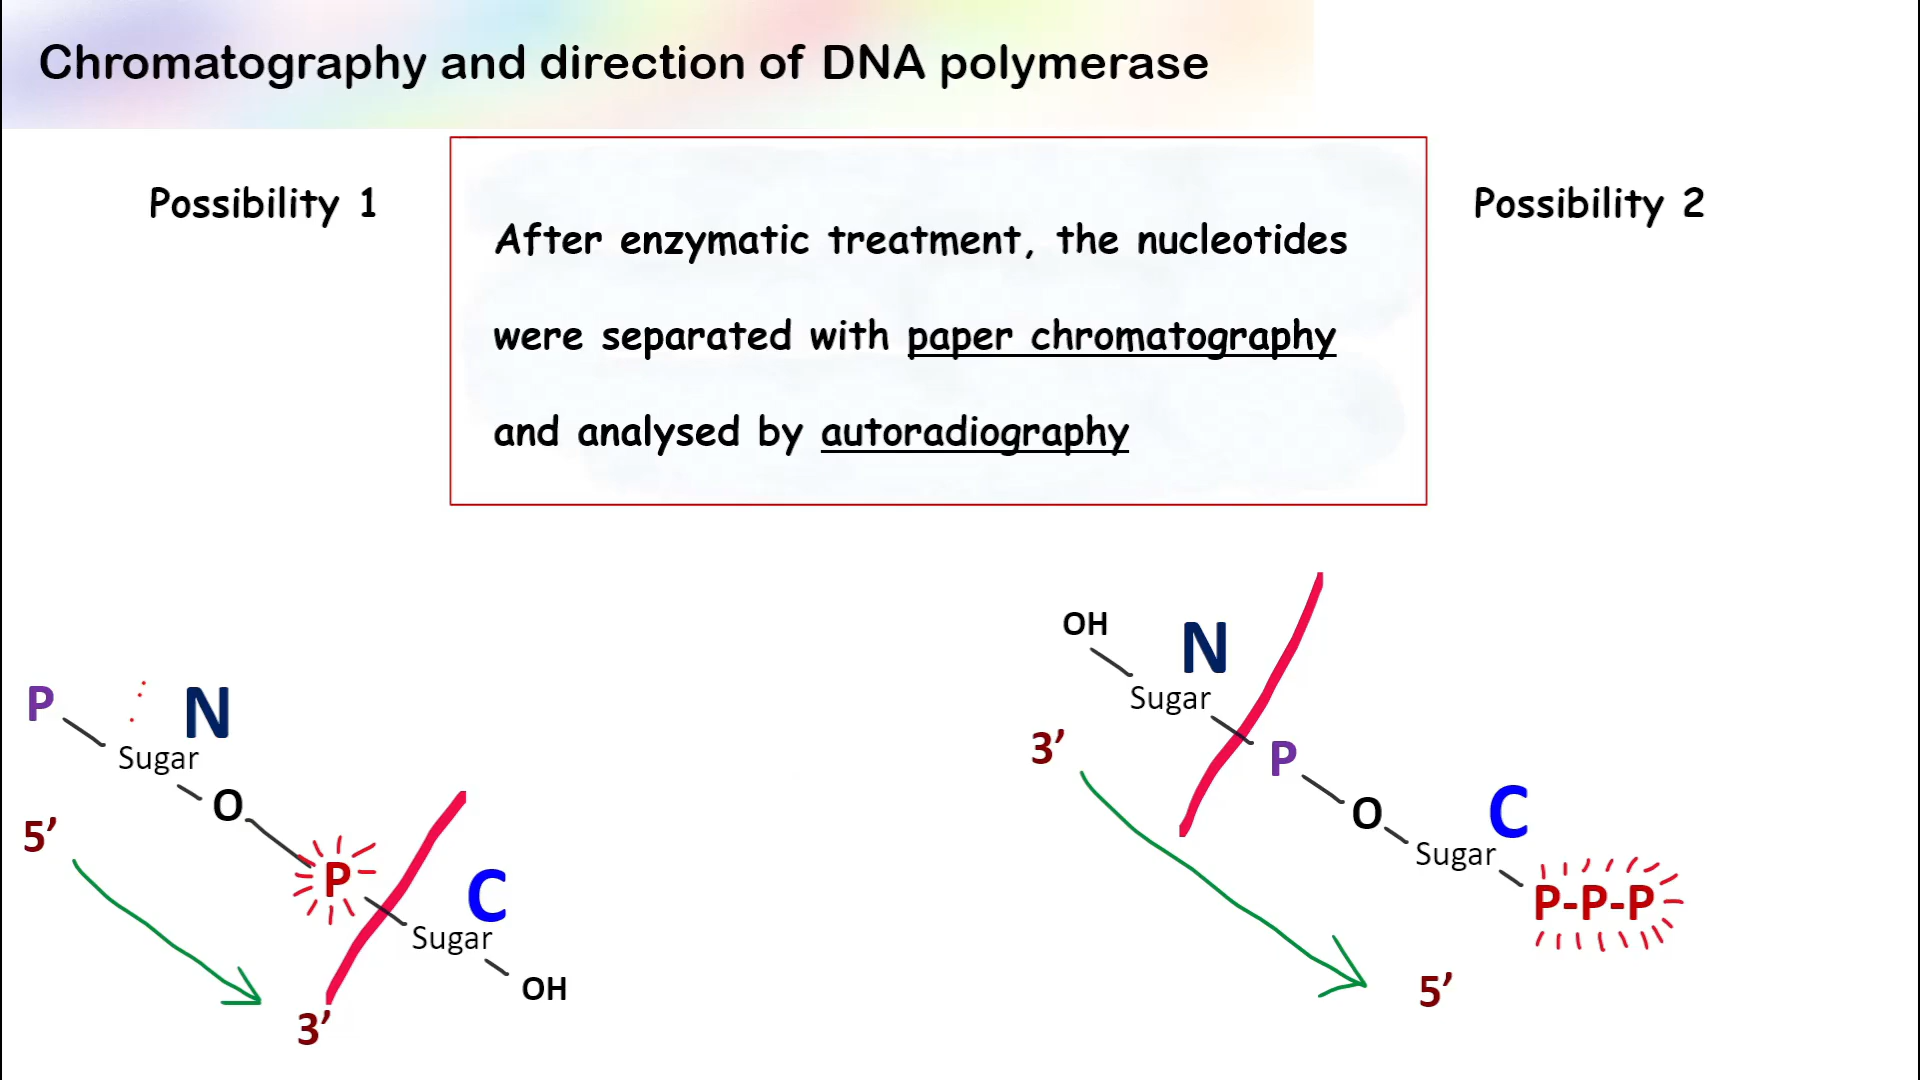 Chromatography and direction of DNA polymerase
Possibility 1
After enzymatic treatment, the nucleotides
were separated with paper chromatography
and analysed by autoradiography
Possibility 2
P
N
Sugar
O
5’
P
C
Sugar
OH
3’
OH
N
Sugar
3’
P
O
C
Sugar
P-P-P
5’